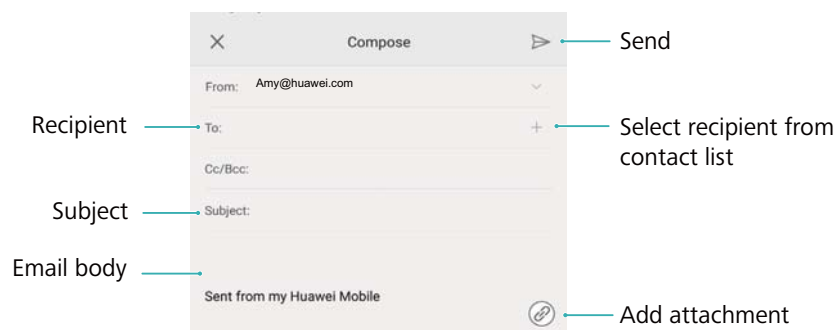 Compose
Send
From: Amy@huawei.com
Recipient
To:
Select recipient from
contact list
Cc/Bcc:
Subject
Subject:
Email body
Sent from my Huawei Mobile
Add attachment